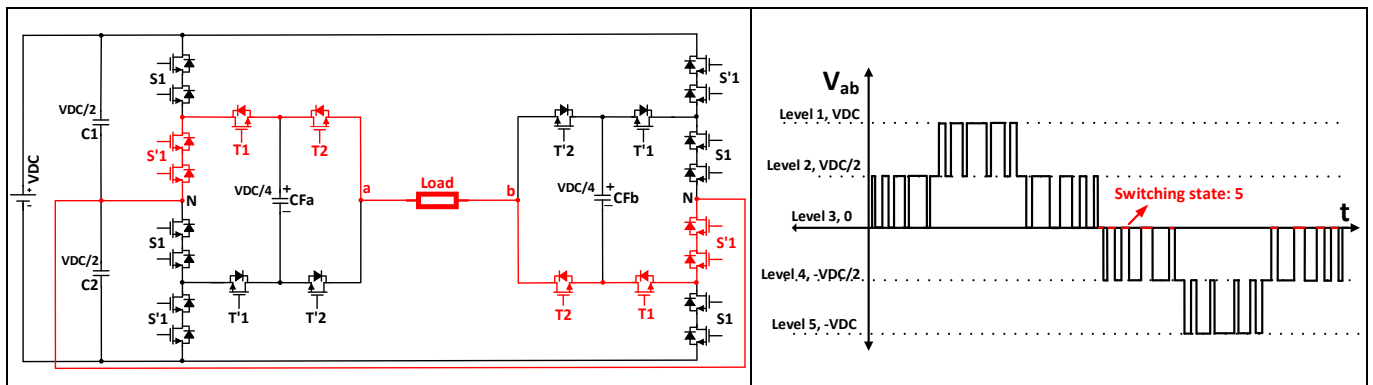 S1
S'1
VDC/2
C1
T1
T2
T'2
T'1
S1
S'1
VDC
N
VDC/4
CFa
a
Load
b
VDC/4
CFb
N
VDC/2
C2
S1
S'1
T'1
T'2
T2
T1
S'1
S1
Vab
Level 1, VDC
Level 2, VDC/2
Switching state: 5
Level 3, 0
t
Level 4, -VDC/2
Level 5, -VDC